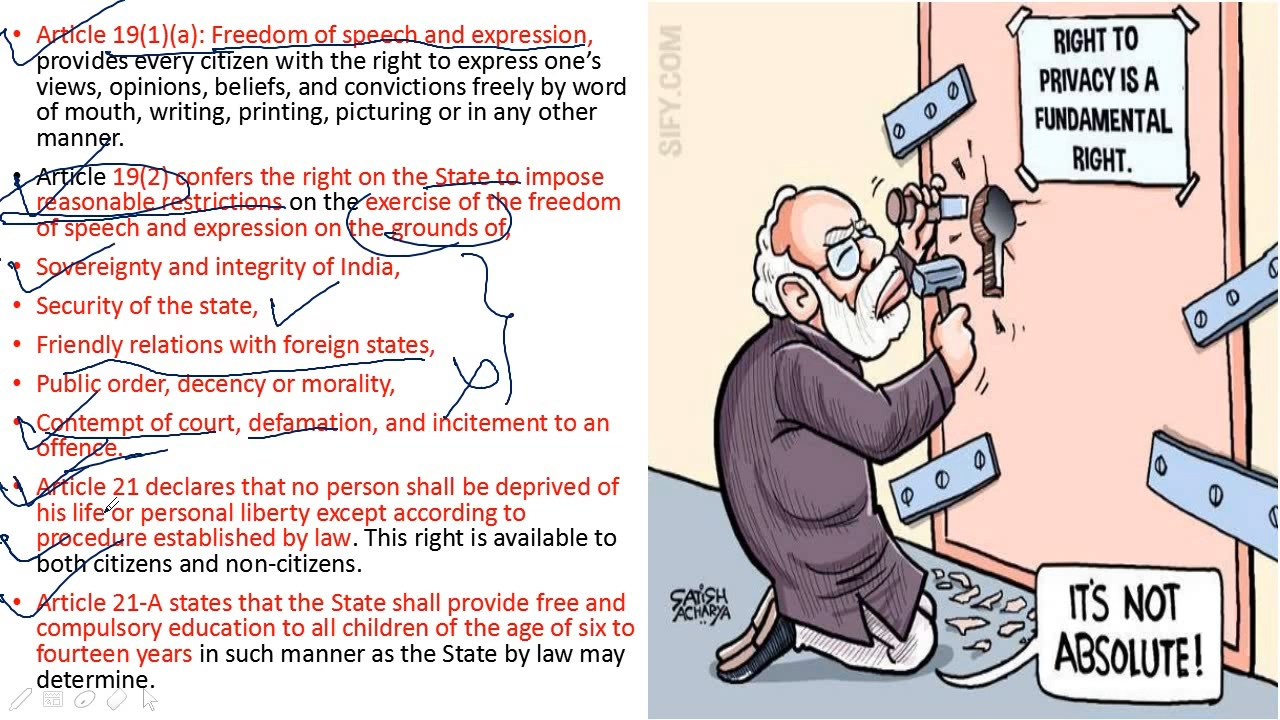 • Article 19(1)(a): Freedom of speech and expression,
provides every citizen with the right to express one's
views, opinions, beliefs, and convictions freely by word
of mouth, writing, printing, picturing or in any other
manner.
• Article 19(2) confers the right on the State to impose
reasonable restrictions on the exercise of the freedom
of speech and expression on the grounds of,
• Sovereignty and integrity of India,
• Security of the state,
• Friendly relations with foreign states,
• Public order, decency or morality,
• Contempt of court, defamation, and incitement to an
offence.
• Article 21 declares that no person shall be deprived of
his life or personal liberty except according to
procedure established by law. This right is available to
both citizens and non-citizens.
• Article 21-A states that the State shall provide free and
compulsory education to all children of the age of six to
fourteen years in such manner as the State by law may
determine.
SIFY.COM
RIGHT TO
PRIVACY IS A
FUNDAMENTAL
RIGHT.
SATISH
ACHARYA
IT'S NOT
ABSOLUTE!